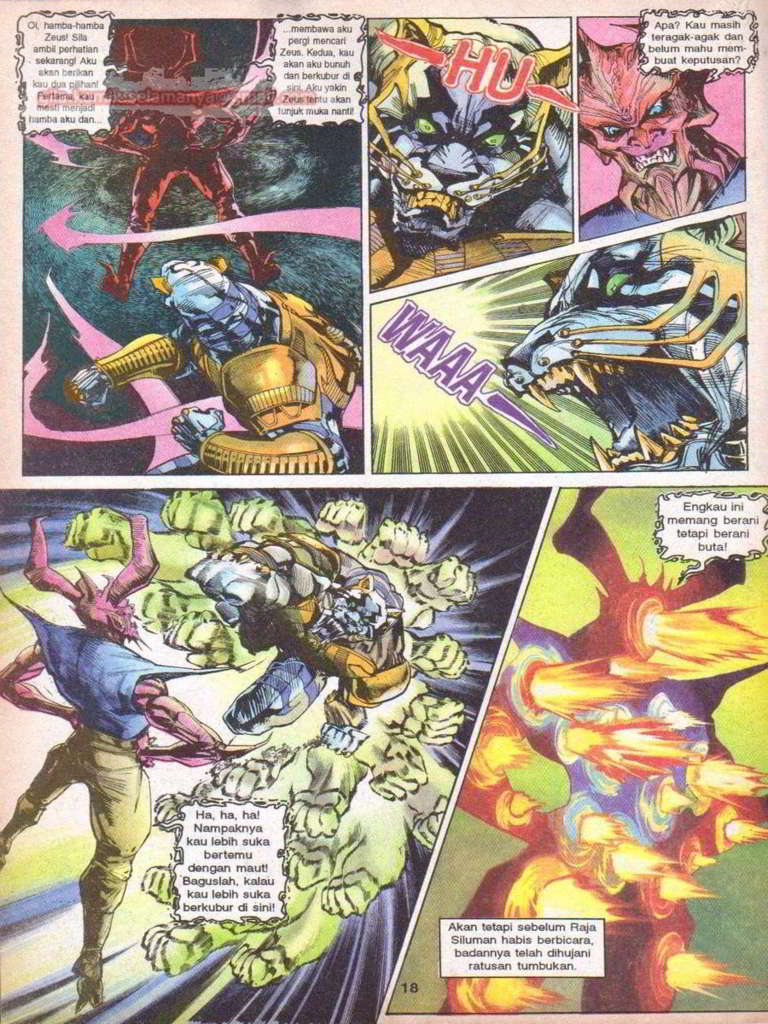 Oi, hamba-hamba
Zeus! Sila
ambil perhatian
sekarang! Aku
akan berikan
kau dua pilihan!
Pertama, kau
mesti menjadi
hamba aku dan...
...membawa aku
pergi mencari
Zeus. Kedua, kau
akan aku bunuh
dan berkubur di
sini. Aku yakin
Zeus tentu akan
tunjuk muka nanti!
HU
Apa? Kau masih
teragak-agak dan
belum mahu mem-
buat keputusan?
WAAA
Ha, ha, ha!
Nampaknya
kau lebih suka
bertemu
dengan maut!
Baguslah, kalau
kau lebih suka
berkubur di sini!
Engkau ini
memang berani
tetapi berani
buta!
Akan tetapi sebelum Raja
Siluman habis berbicara,
badannya telah dihujani
ratusan tumbukan.
18